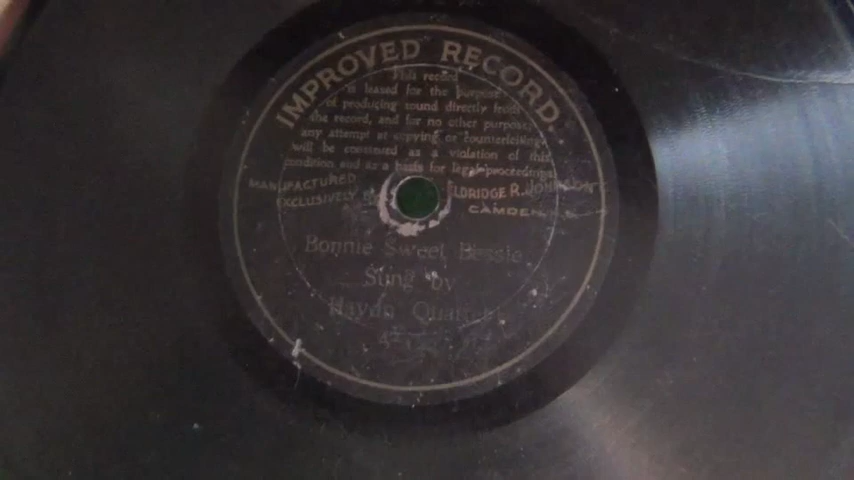 IMPROVED RECORD.
This record
is leased for the purpose
of producing sound directly from
the record, and for no other purpose;
any attempt at copying or counterfeiting
will be construed as a violation of this
condition and as a basis for legal proceedings
MANUFACTURED
EXCLUSIVELY
ELDRIDGE R. JOHNSON
CAMDEN
Bonnie Sweet Bessie
Sung by
Haydn Quartet